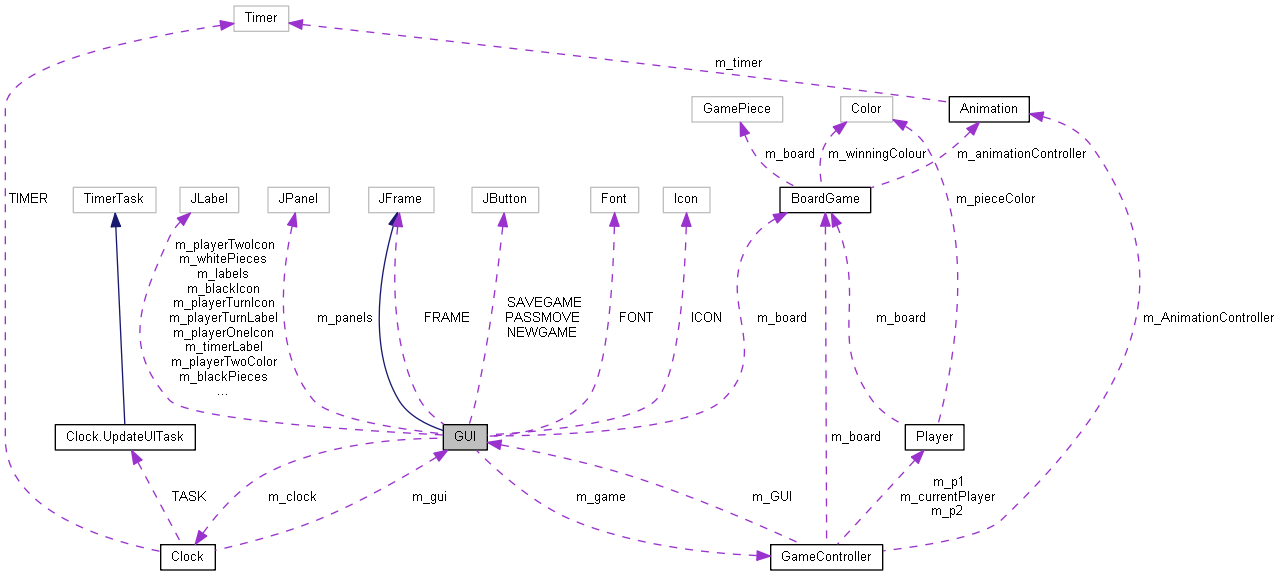 Timer
m_timer
GamePiece
Color
Animation
m_board
m_winningColour
m_animationController
TIMER
TimerTask
JLabel
JPanel
JFrame
JButton
Font
Icon
BoardGame
m_pieceColor
m_playerTwoIcon
m_whitePieces
m_labels
m_blackIcon
m_playerTurnIcon
m_playerTurnLabel
m_playerOneIcon
m_timerLabel
m_playerTwoColor
m_blackPieces
...
m_panels
FRAME
SAVEGAME
PASSMOVE
NEWGAME
FONT
ICON
m_board
m_board
m_AnimationController
Clock.UpdateUITask
GUI
m_board
Player
TASK
m_clock
m_gui
m_game
m_GUI
m_p1
m_currentPlayer
m_p2
Clock
GameController